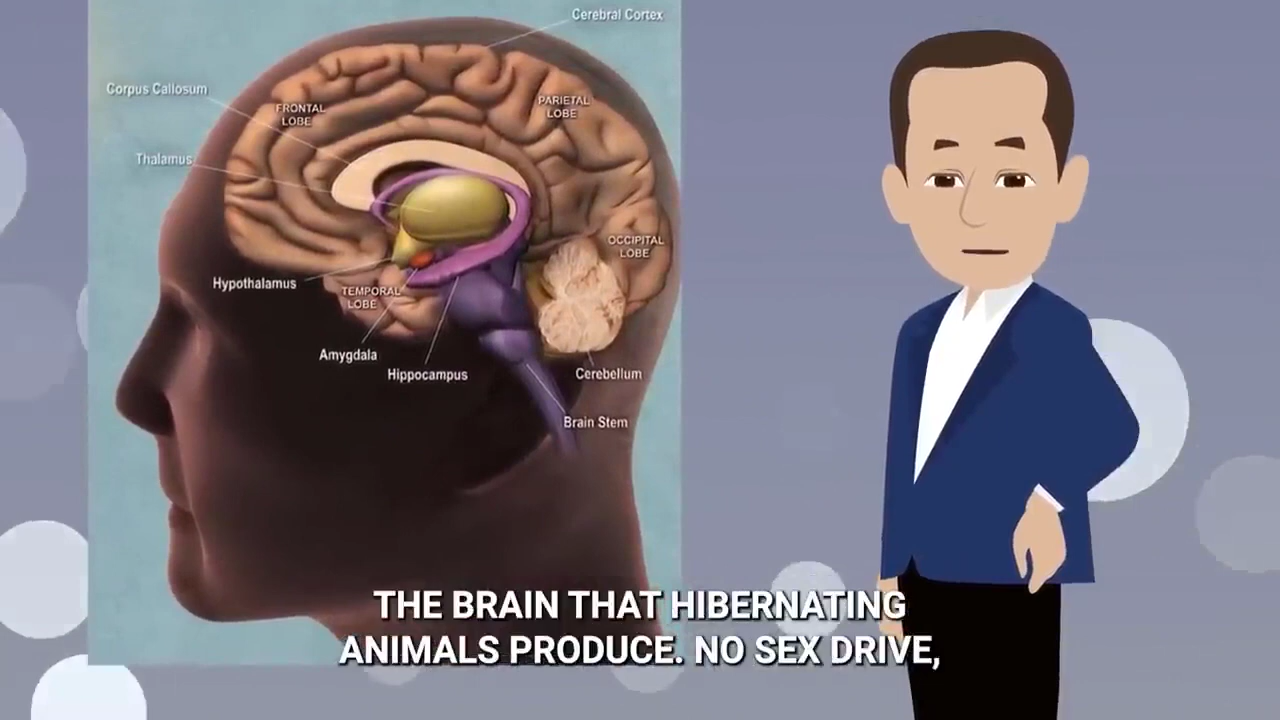 Cerebral Cortex
Corpus Callosum
FRONTAL
LOBE
PARIETAL
LOBE
Thalamus
OCCIPITAL
LOBE
Hypothalamus
TEMPORAL
LOBE
Amygdala
Hippocampus
Cerebellum
Brain Stem
THE BRAIN THAT HIBERNATING
ANIMALS PRODUCE. NO SEX DRIVE,